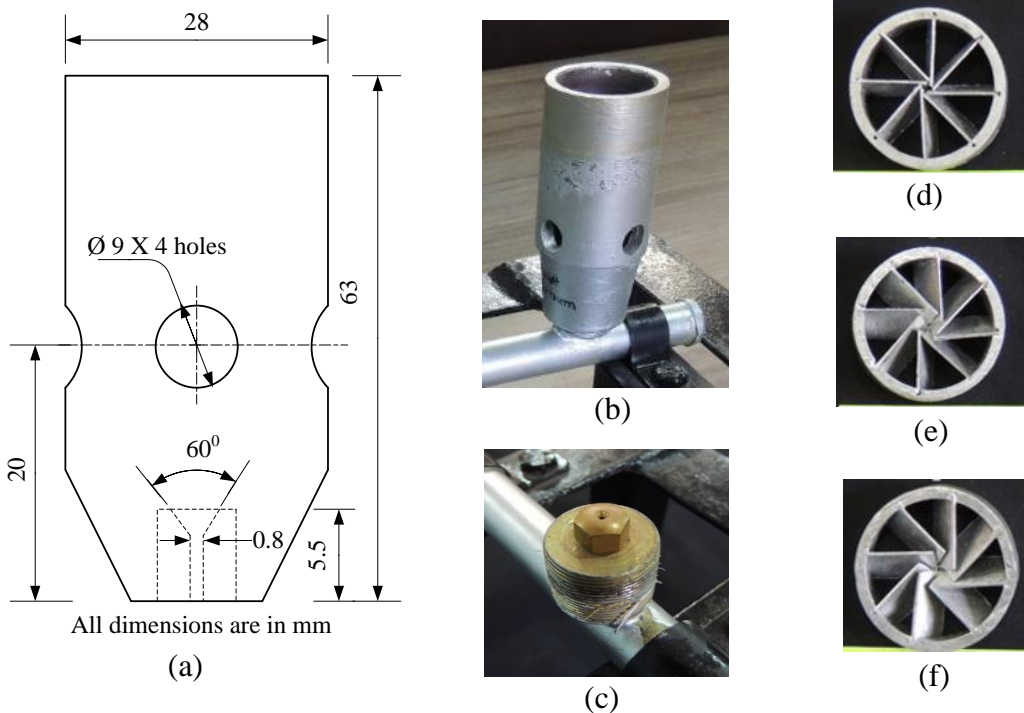 28
Ø 9 X 4 holes
63
20
60⁰
0.8
5.5
All dimensions are in mm
(a)
(b)
(c)
(d)
(e)
(f)